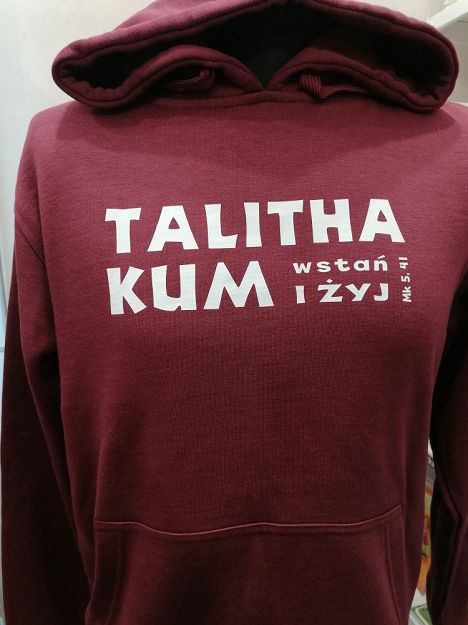 TALITHA
KUM wstań
i żyj
Mk 5, 41